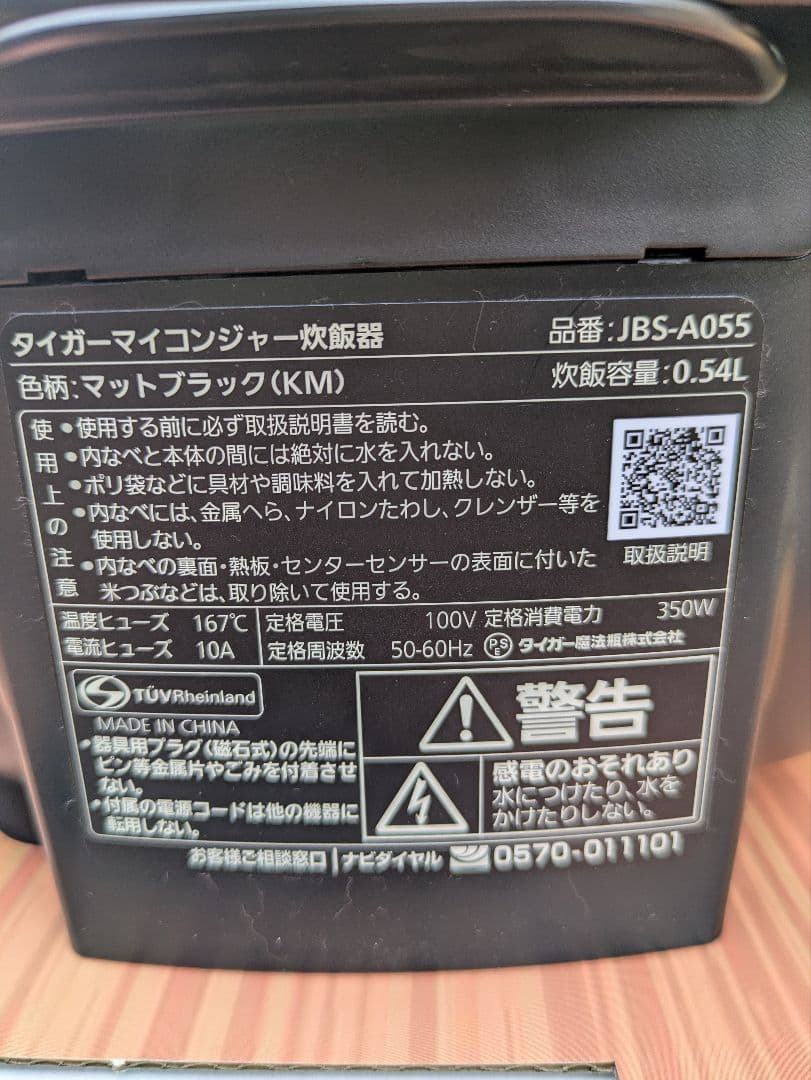 タイガーマイコンジャー炊飯器 品番:JBS-A055
色柄:マットブラック(KM) 炊飯容量:0.54L
使用上の注意
•使用する前に必ず取扱説明書を読む。
•内なべと本体の間には絶対に水を入れない。
•ポリ袋などに具材や調味料を入れて加熱しない。
•内なべには、金属へら、ナイロンたわし、クレンザー等を
使用しない。
•内なべの裏面・熱板・センターセンサーの表面に付いた
米つぶなどは、取り除いて使用する。
取扱説明
温度ヒューズ 167℃ 定格電圧 100V 定格消費電力 350W
電流ヒューズ 10A 定格周波数 50-60Hz PSE タイガー魔法瓶株式会社
TÜVRheinland
MADE IN CHINA
•器具用プラグ(磁石式)の先端に
ピン等金属片やごみを付着させ
ない。
•付属の電源コードは他の機器に
転用しない。
警告
感電のおそれあり
水につけたり、水を
かけたりしない。
お客様ご相談窓口|ナビダイヤル 0570-011101